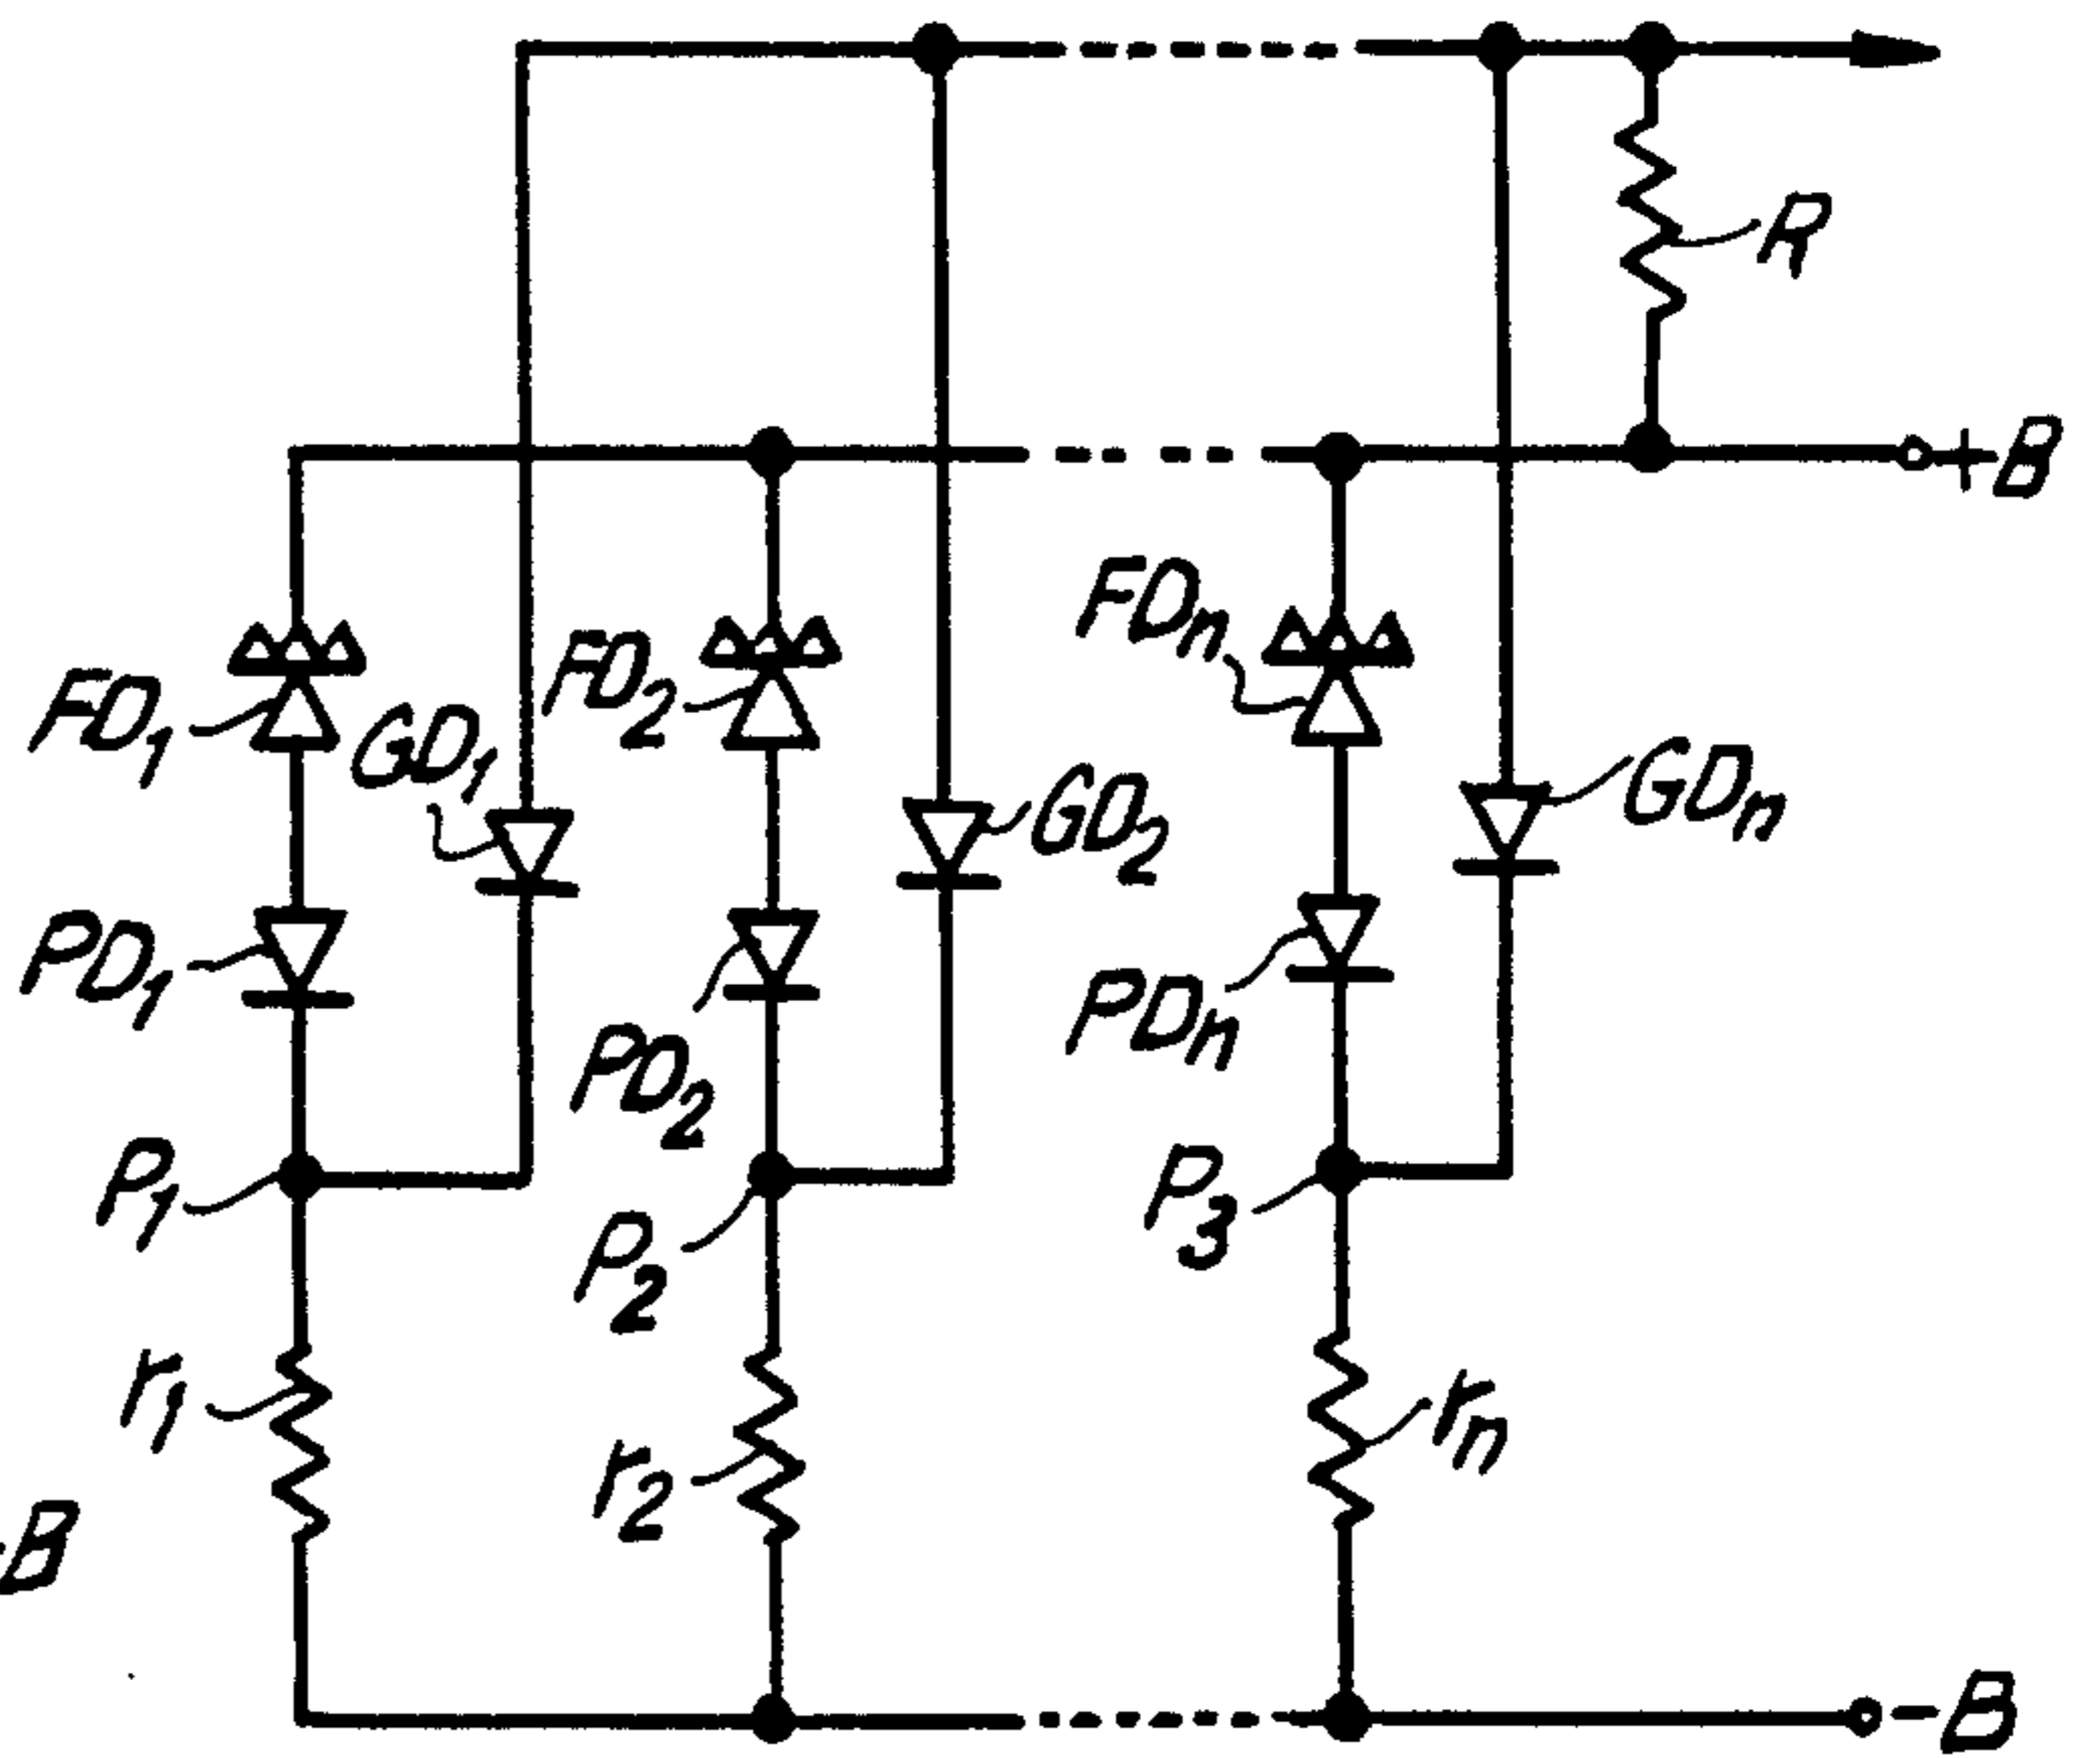 R
+B
FDn
FD2
FD1
GD1
GDn
GD2
PD1
PDn
PD2
P1
P3
P2
r1
rn
r2
B
-B